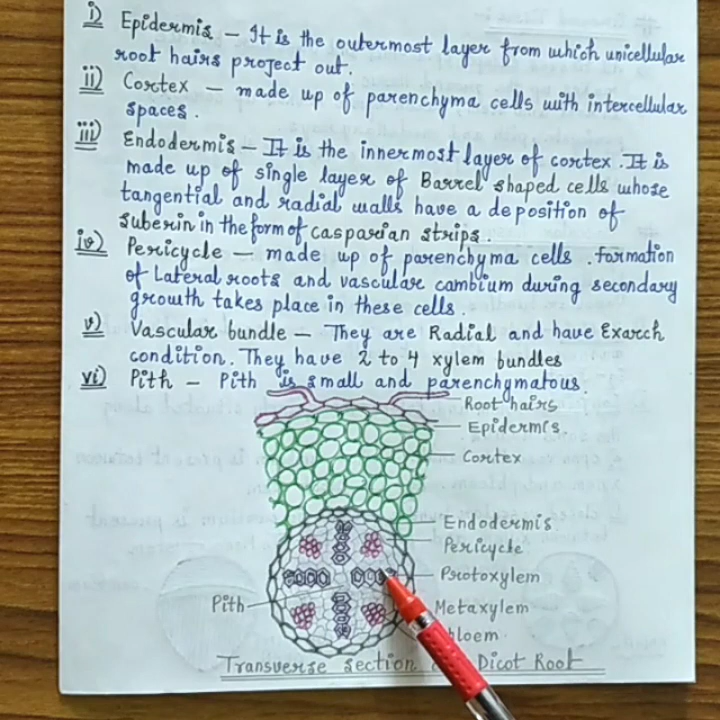 i) Epidermis – It is the outermost layer from which unicellular
root hairs project out.
ii) Cortex – made up of parenchyma cells with intercellular
spaces.
iii) Endodermis – It is the innermost layer of cortex. It is
made up of single layer of Barrel shaped cells whose
tangential and radial walls have a deposition of
suberin in the form of casparian strips.
iv) Pericycle – made up of parenchyma cells. formation
of Lateral roots and vascular cambium during secondary
growth takes place in these cells.
v) Vascular bundle – They are Radial and have Exarch
condition. They have 2 to 4 xylem bundles
vi) Pith – Pith is small and parenchymatous.
Root hairs
Epidermis.
Cortex
Endodermis
Pericycle
Protoxylem
Pith
Metaxylem
hloem
Transverse section Dicot Root